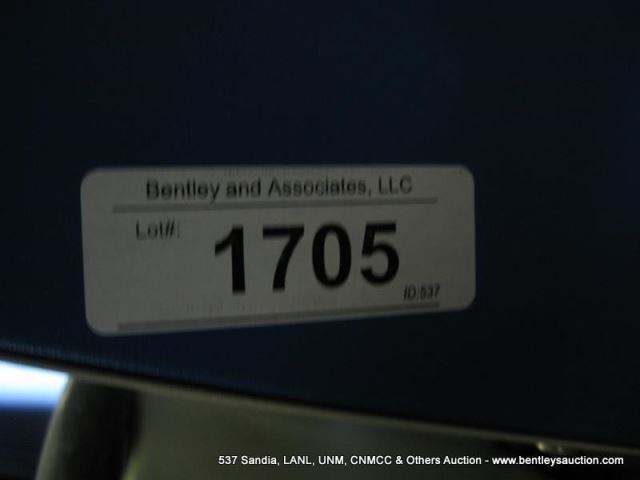 Bentley and Associates, LLC
Lot#:
1705
ID:537
537 Sandia, LANL, UNM, CNMCC & Others Auction - www.bentleysauction.com